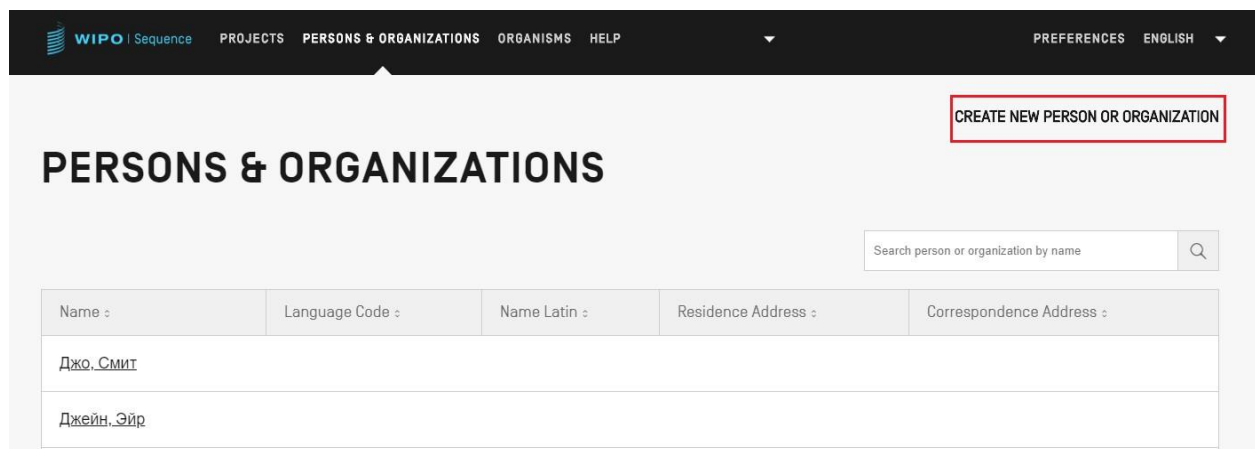 WIPO | Sequence PROJECTS PERSONS & ORGANIZATIONS ORGANISMS HELP PREFERENCES ENGLISH
CREATE NEW PERSON OR ORGANIZATION
PERSONS & ORGANIZATIONS
Search person or organization by name
Name Language Code Name Latin Residence Address Correspondence Address
Джо, Смит
Джейн, Эйр